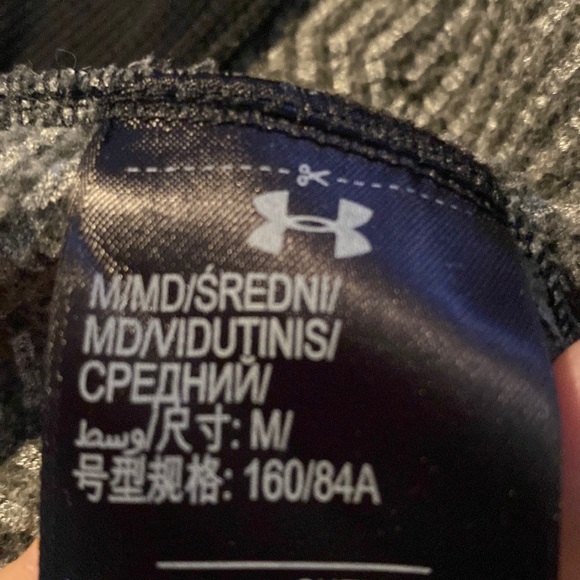 M/MD/ŚREDNI/
MD/VIDUTINIS/
СРЕДНИЙ/
وسط/尺寸: M/
号型规格: 160/84A